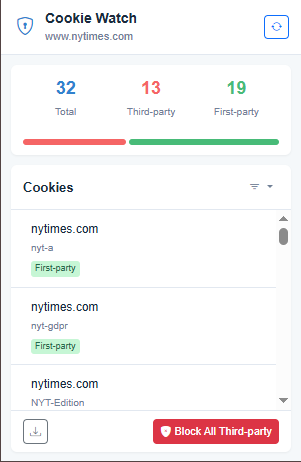 Cookie Watch
www.nytimes.com
32
13
19
Total
Third-party
First-party
Cookies
nytimes.com
nyt-a
First-party
nytimes.com
nyt-gdpr
First-party
nytimes.com
NYT-Edition
Block All Third-party